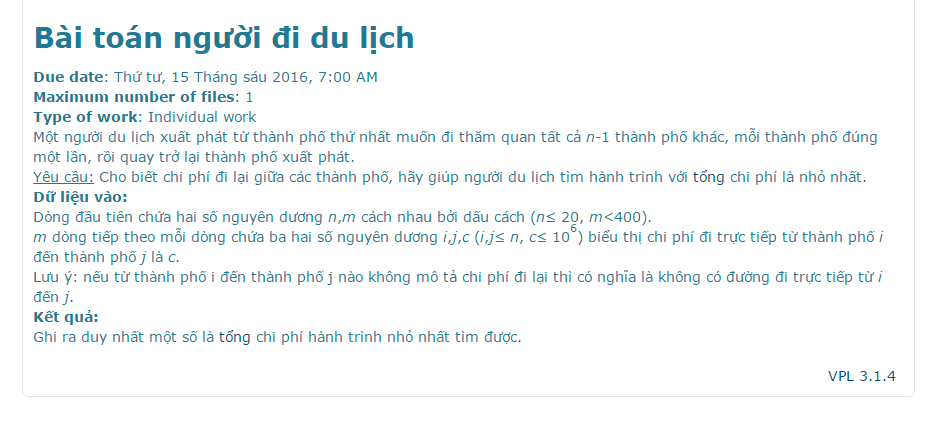 Bài toán người đi du lịch
Due date: Thứ tư, 15 Tháng sáu 2016, 7:00 AM
Maximum number of files: 1
Type of work: Individual work
Một người du lịch xuất phát từ thành phố thứ nhất muốn đi thăm quan tất cả n-1 thành phố khác, mỗi thành phố đúng
một lần, rồi quay trở lại thành phố xuất phát.
Yêu cầu: Cho biết chi phí đi lại giữa các thành phố, hãy giúp người du lịch tìm hành trình với tổng chi phí là nhỏ nhất.
Dữ liệu vào:
Dòng đầu tiên chứa hai số nguyên dương n,m cách nhau bởi dấu cách (n≤ 20, m<400).
m dòng tiếp theo mỗi dòng chứa ba hai số nguyên dương i,j,c (i,j≤ n, c≤ 10⁶) biểu thị chi phí đi trực tiếp từ thành phố i
đến thành phố j là c.
Lưu ý: nếu từ thành phố i đến thành phố j nào không mô tả chi phí đi lại thì có nghĩa là không có đường đi trực tiếp từ i
đến j.
Kết quả:
Ghi ra duy nhất một số là tổng chi phí hành trình nhỏ nhất tìm được.
VPL 3.1.4